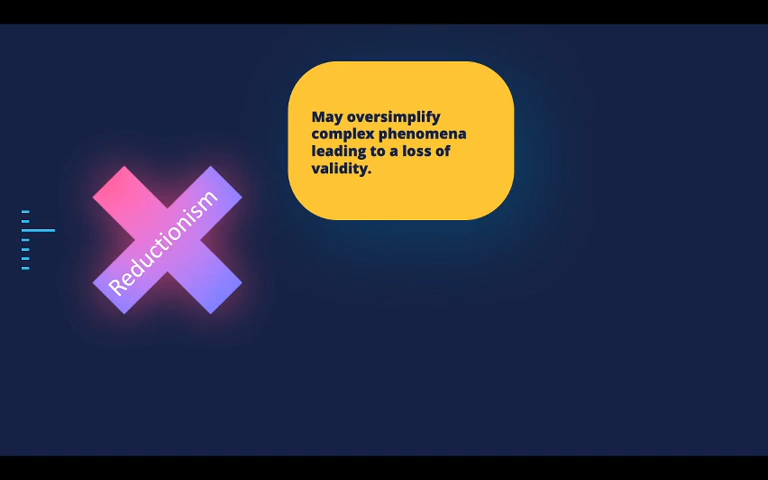 May oversimplify
complex phenomena
leading to a loss of
validity.
Reductionism